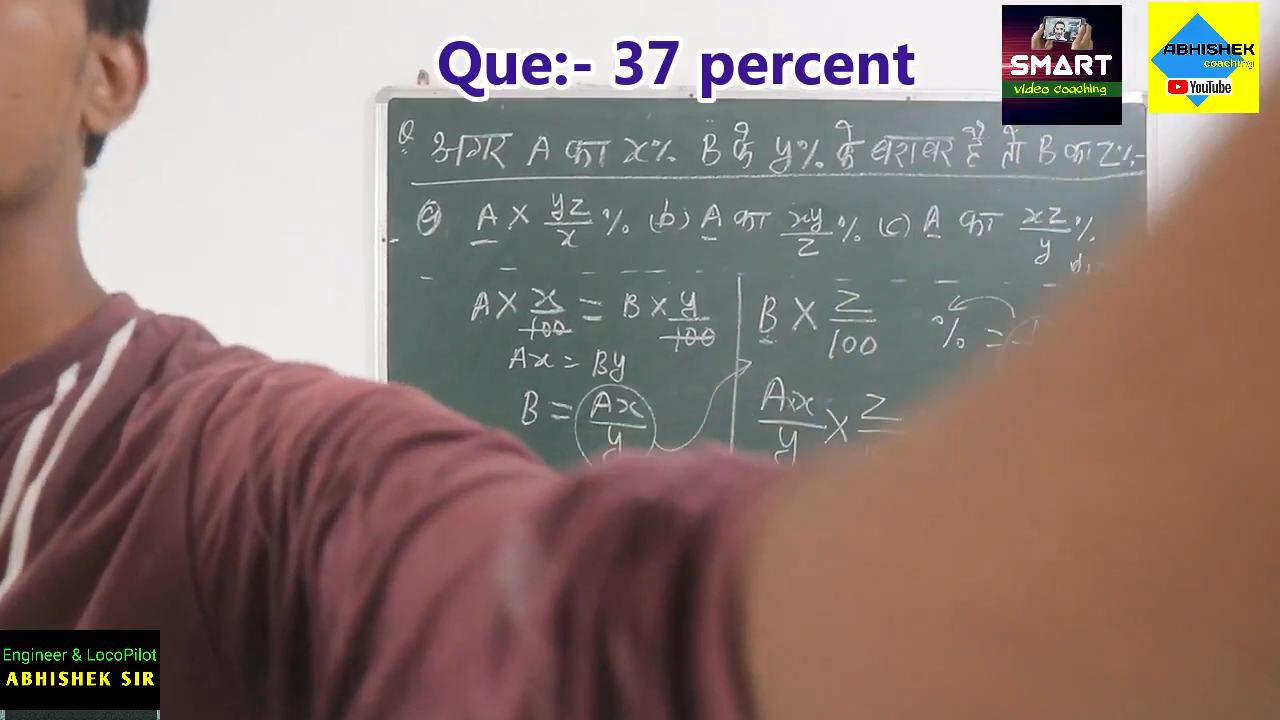 Que:- 37 percent
SMART
video coaching
ABHISHEK
coaching
YouTube
Q. अगर A का x% B के y% के बराबर है तो B का z% -
(a) A × yz/x % (b) A का xy/z % (c) A का xz/y %
A × x/100 = B × y/100
Ax = By
B = Ax/y
B × z/100
% =
A×x/y × z
Engineer & LocoPilot
ABHISHEK SIR